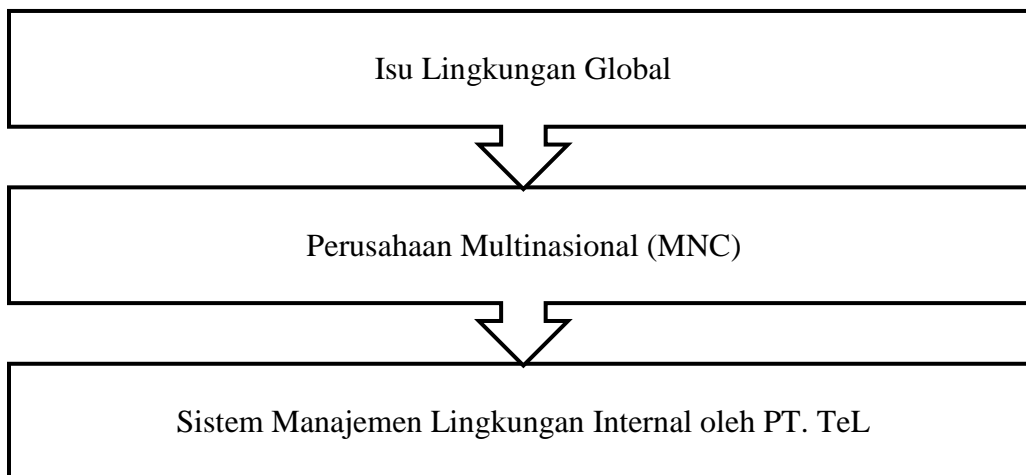 Isu Lingkungan Global
Perusahaan Multinasional (MNC)
Sistem Manajemen Lingkungan Internal oleh PT. TeL